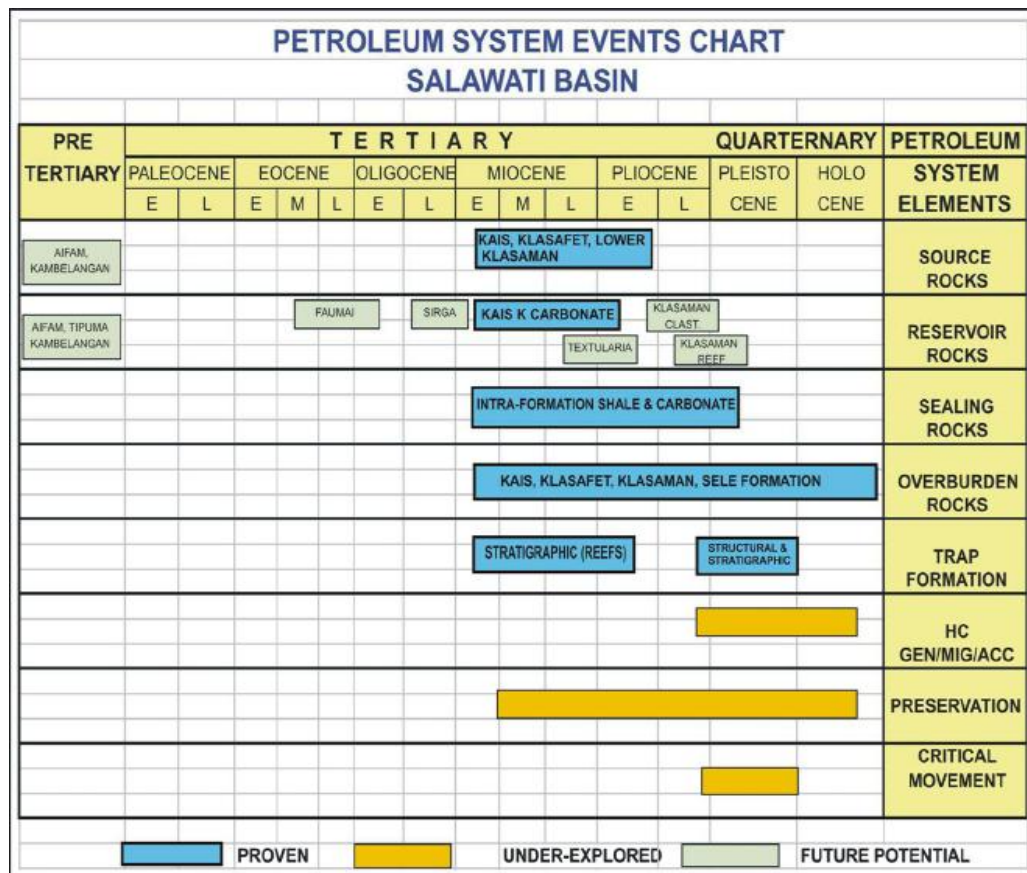 PETROLEUM SYSTEM EVENTS CHART
SALAWATI BASIN
PRE TERTIARY QUARTERNARY PETROLEUM
TERTIARY PALEOCENE EOCENE OLIGOCENE MIOCENE PLIOCENE PLEISTO HOLO SYSTEM
E L E M L E L E M L E L CENE CENE ELEMENTS
AIFAM,
KAMBELANGAN
KAIS, KLASAFET, LOWER
KLASAMAN
SOURCE
ROCKS
AIFAM, TIPUMA
KAMBELANGAN
FAUMAI
SIRGA
KAIS K CARBONATE
KLASAMAN
CLAST.
TEXTULARIA
KLASAMAN
REEF
RESERVOIR
ROCKS
INTRA-FORMATION SHALE & CARBONATE
SEALING
ROCKS
KAIS, KLASAFET, KLASAMAN, SELE FORMATION
OVERBURDEN
ROCKS
STRATIGRAPHIC (REEFS)
STRUCTURAL &
STRATIGRAPHIC
TRAP
FORMATION
HC
GEN/MIG/ACC
PRESERVATION
CRITICAL
MOVEMENT
PROVEN UNDER-EXPLORED FUTURE POTENTIAL